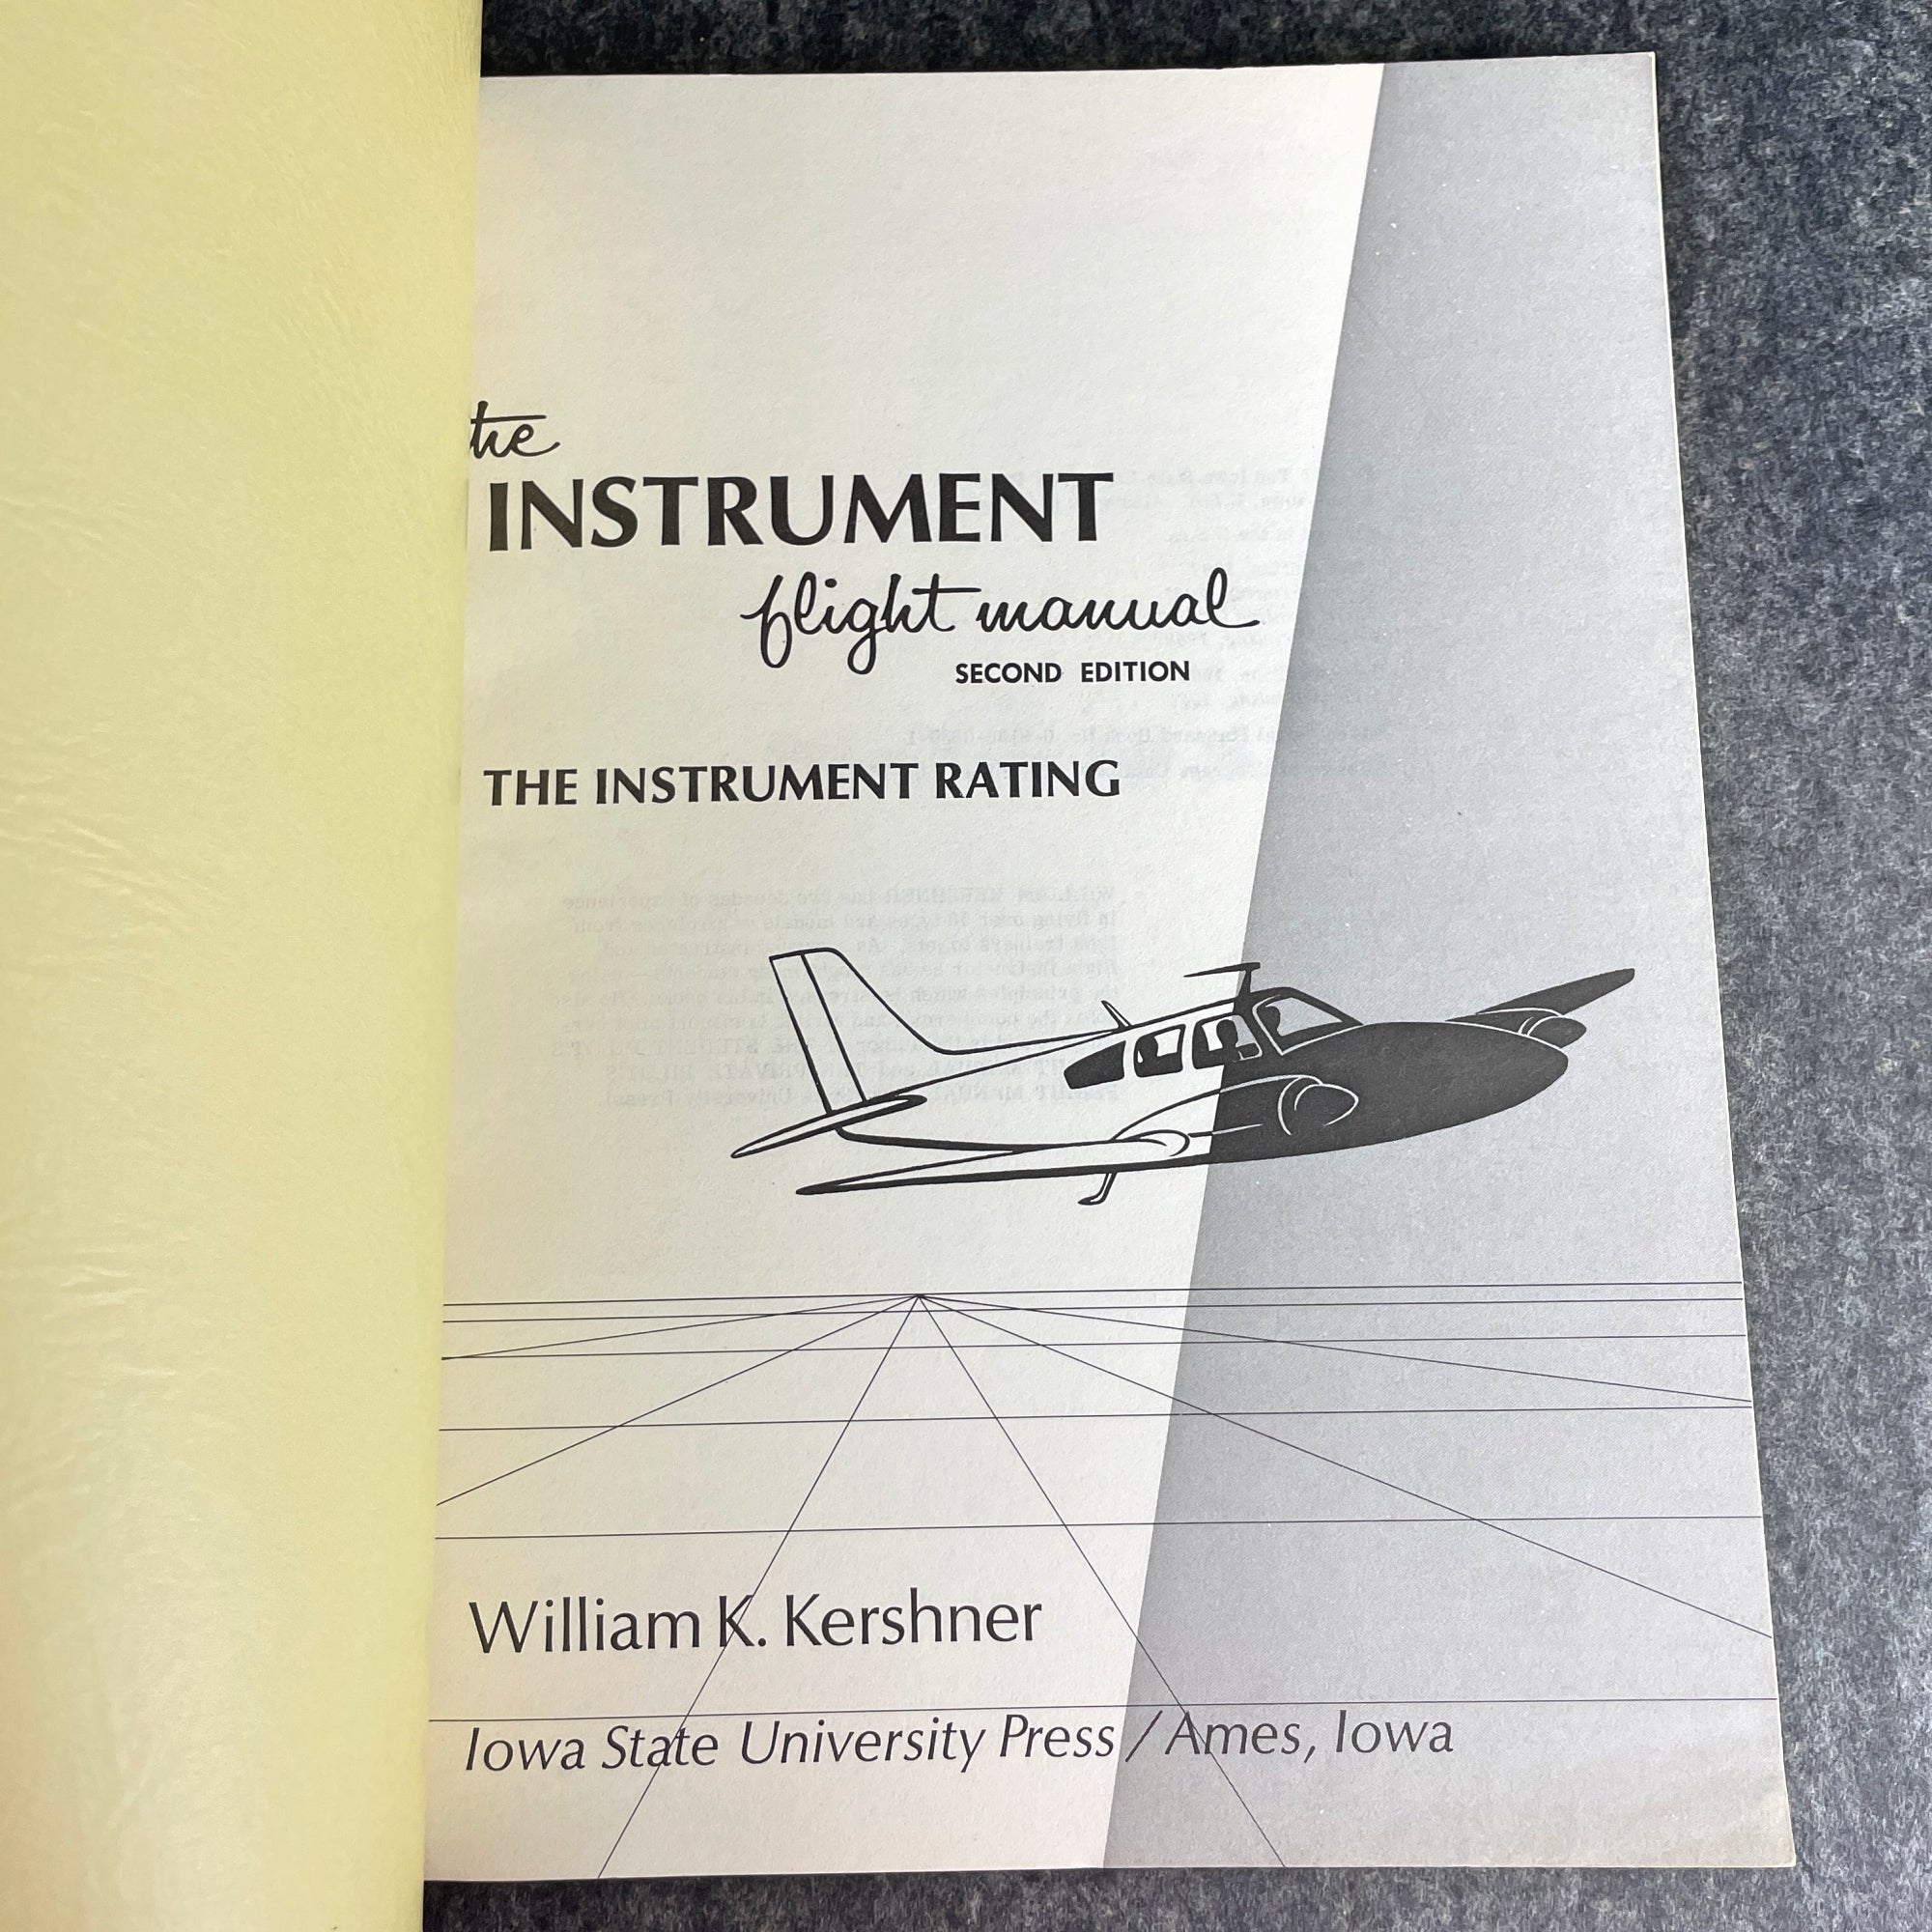 the
INSTRUMENT
flight manual
SECOND EDITION
THE INSTRUMENT RATING
William K. Kershner
Iowa State University Press / Ames, Iowa